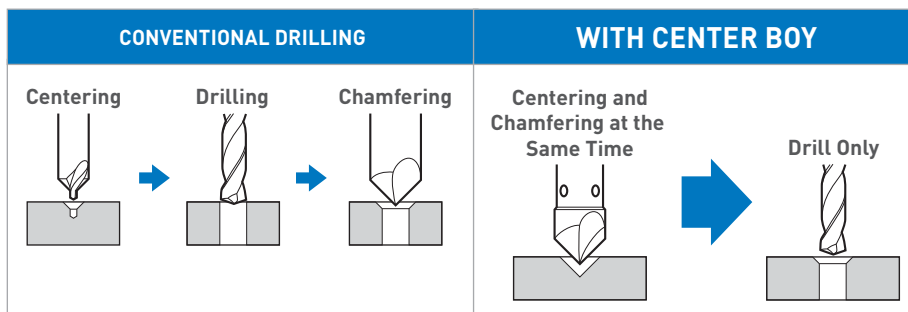 CONVENTIONAL DRILLING
WITH CENTER BOY
Centering
Drilling
Chamfering
Centering and
Chamfering at the
Same Time
Drill Only